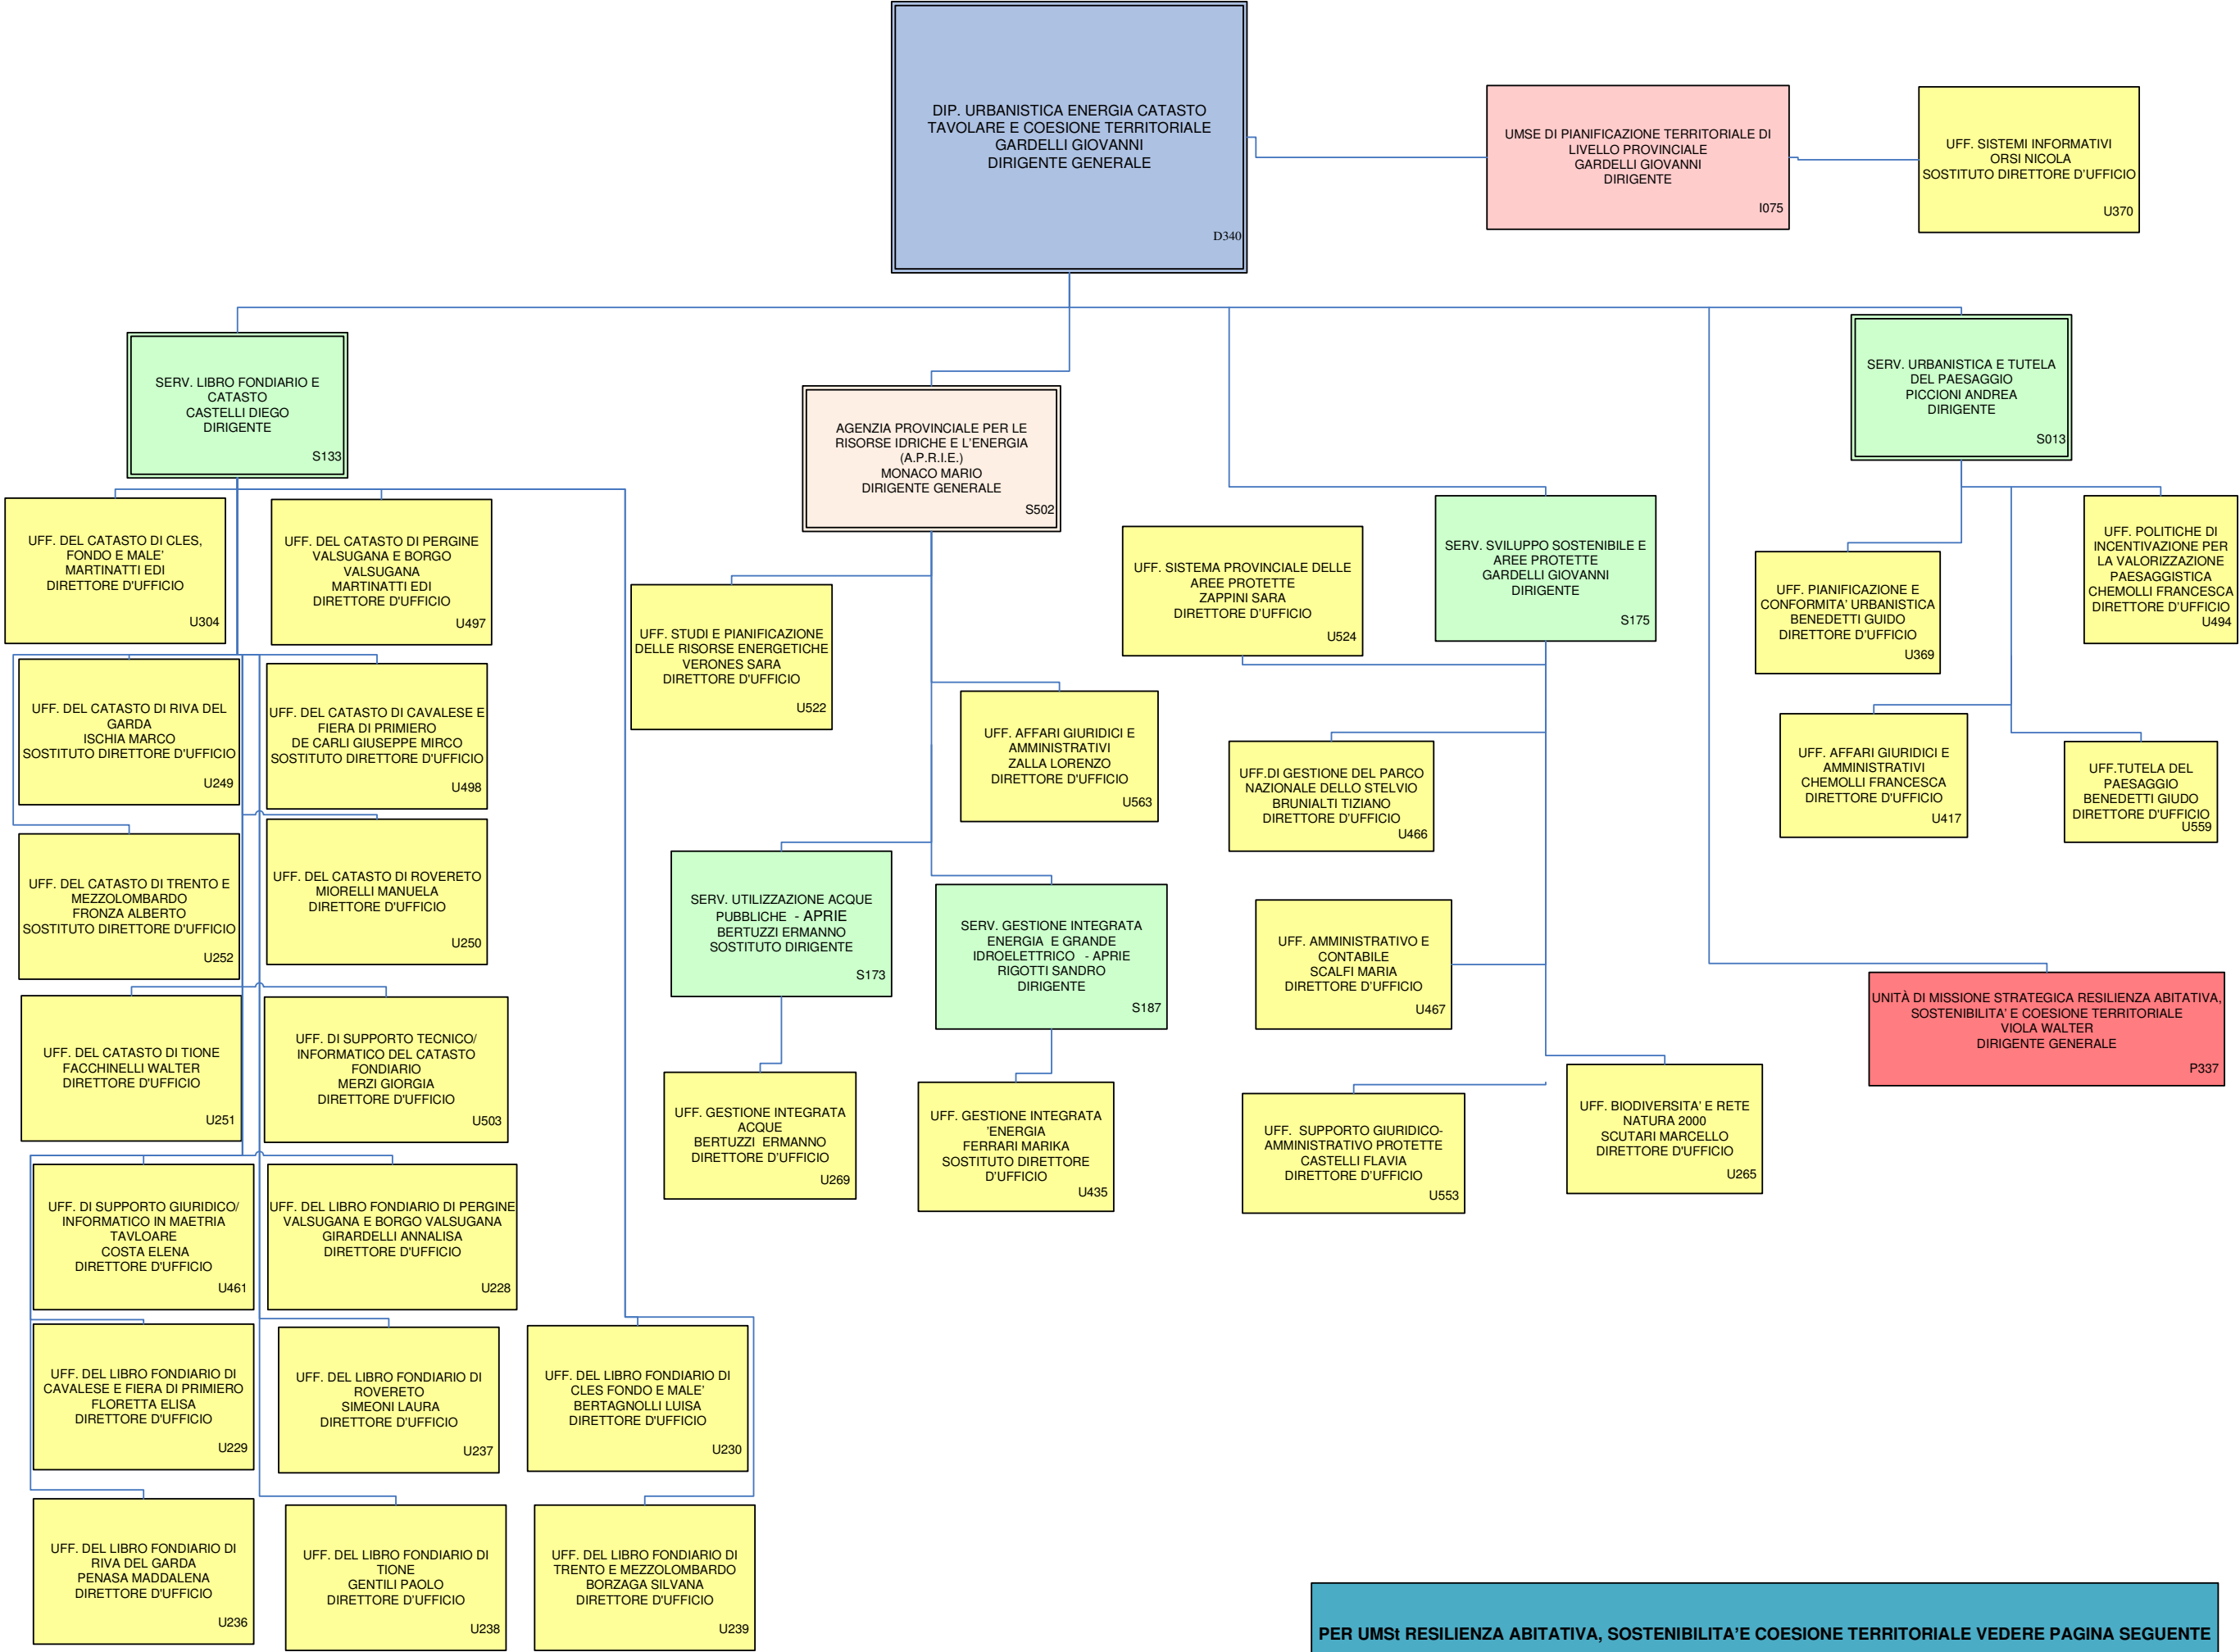 DIP. URBANISTICA ENERGIA CATASTO
TAVOLARE E COESIONE TERRITORIALE
GARDELLI GIOVANNI
DIRIGENTE GENERALE
D340
UMSE DI PIANIFICAZIONE TERRITORIALE DI
LIVELLO PROVINCIALE
GARDELLI GIOVANNI
DIRIGENTE
I075
UFF. SISTEMI INFORMATIVI
ORSI NICOLA
SOSTITUTO DIRETTORE D'UFFICIO
U370
SERV. LIBRO FONDIARIO E
CATASTO
CASTELLI DIEGO
DIRIGENTE
S133
AGENZIA PROVINCIALE PER LE
RISORSE IDRICHE E L'ENERGIA
(A.P.R.I.E.)
MONACO MARIO
DIRIGENTE GENERALE
S502
SERV. SVILUPPO SOSTENIBILE E
AREE PROTETTE
GARDELLI GIOVANNI
DIRIGENTE
S175
SERV. URBANISTICA E TUTELA
DEL PAESAGGIO
PICCIONI ANDREA
DIRIGENTE
S013
UFF. DEL CATASTO DI CLES,
FONDO E MALE'
MARTINATTI EDI
DIRETTORE D'UFFICIO
U304
UFF. DEL CATASTO DI PERGINE
VALSUGANA E BORGO
VALSUGANA
MARTINATTI EDI
DIRETTORE D'UFFICIO
U497
UFF. DEL CATASTO DI RIVA DEL
GARDA
ISCHIA MARCO
SOSTITUTO DIRETTORE D'UFFICIO
U249
UFF. DEL CATASTO DI CAVALESE E
FIERA DI PRIMIERO
DE CARLI GIUSEPPE MIRCO
SOSTITUTO DIRETTORE D'UFFICIO
U498
UFF. DEL CATASTO DI TRENTO E
MEZZOLOMBARDO
FRONZA ALBERTO
SOSTITUTO DIRETTORE D'UFFICIO
U252
UFF. DEL CATASTO DI ROVERETO
MIORELLI MANUELA
DIRETTORE D'UFFICIO
U250
UFF. DEL CATASTO DI TIONE
FACCHINELLI WALTER
DIRETTORE D'UFFICIO
U251
UFF. DI SUPPORTO TECNICO/
INFORMATICO DEL CATASTO
FONDIARIO
MERZI GIORGIA
DIRETTORE D'UFFICIO
U503
UFF. DI SUPPORTO GIURIDICO/
INFORMATICO IN MAETRIA
TAVLOARE
COSTA ELENA
DIRETTORE D'UFFICIO
U461
UFF. DEL LIBRO FONDIARIO DI PERGINE
VALSUGANA E BORGO VALSUGANA
GIRARDELLI ANNALISA
DIRETTORE D'UFFICIO
U228
UFF. DEL LIBRO FONDIARIO DI
CAVALESE E FIERA DI PRIMIERO
FLORETTA ELISA
DIRETTORE D'UFFICIO
U229
UFF. DEL LIBRO FONDIARIO DI
ROVERETO
SIMEONI LAURA
DIRETTORE D'UFFICIO
U237
UFF. DEL LIBRO FONDIARIO DI
CLES FONDO E MALE'
BERTAGNOLLI LUISA
DIRETTORE D'UFFICIO
U230
UFF. DEL LIBRO FONDIARIO DI
RIVA DEL GARDA
PENASA MADDALENA
DIRETTORE D'UFFICIO
U236
UFF. DEL LIBRO FONDIARIO DI
TIONE
GENTILI PAOLO
DIRETTORE D'UFFICIO
U238
UFF. DEL LIBRO FONDIARIO DI
TRENTO E MEZZOLOMBARDO
BORZAGA SILVANA
DIRETTORE D'UFFICIO
U239
UFF. STUDI E PIANIFICAZIONE
DELLE RISORSE ENERGETICHE
VERONES SARA
DIRETTORE D'UFFICIO
U522
UFF. AFFARI GIURIDICI E
AMMINISTRATIVI
ZALLA LORENZO
DIRETTORE D'UFFICIO
U563
SERV. UTILIZZAZIONE ACQUE
PUBBLICHE - APRIE
BERTUZZI ERMANNO
SOSTITUTO DIRIGENTE
S173
SERV. GESTIONE INTEGRATA
ENERGIA E GRANDE
IDROELETTRICO - APRIE
RIGOTTI SANDRO
DIRIGENTE
S187
UFF. GESTIONE INTEGRATA
ACQUE
BERTUZZI ERMANNO
DIRETTORE D'UFFICIO
U269
UFF. GESTIONE INTEGRATA
'ENERGIA
FERRARI MARIKA
SOSTITUTO DIRETTORE
D'UFFICIO
U435
UFF. SISTEMA PROVINCIALE DELLE
AREE PROTETTE
ZAPPINI SARA
DIRETTORE D'UFFICIO
U524
UFF.DI GESTIONE DEL PARCO
NAZIONALE DELLO STELVIO
BRUNIALTI TIZIANO
DIRETTORE D'UFFICIO
U466
UFF. AMMINISTRATIVO E
CONTABILE
SCALFI MARIA
DIRETTORE D'UFFICIO
U467
UFF. SUPPORTO GIURIDICO-
AMMINISTRATIVO PROTETTE
CASTELLI FLAVIA
DIRETTORE D'UFFICIO
U553
UFF. BIODIVERSITA' E RETE
NATURA 2000
SCUTARI MARCELLO
DIRETTORE D'UFFICIO
U265
UFF. PIANIFICAZIONE E
CONFORMITA' URBANISTICA
BENEDETTI GUIDO
DIRETTORE D'UFFICIO
U369
UFF. POLITICHE DI
INCENTIVAZIONE PER
LA VALORIZZAZIONE
PAESAGGISTICA
CHEMOLLI FRANCESCA
DIRETTORE D'UFFICIO
U494
UFF. AFFARI GIURIDICI E
AMMINISTRATIVI
CHEMOLLI FRANCESCA
DIRETTORE D'UFFICIO
U417
UFF.TUTELA DEL
PAESAGGIO
BENEDETTI GIUDO
DIRETTORE D'UFFICIO
U559
UNITÀ DI MISSIONE STRATEGICA RESILIENZA ABITATIVA,
SOSTENIBILITA' E COESIONE TERRITORIALE
VIOLA WALTER
DIRIGENTE GENERALE
P337
PER UMSt RESILIENZA ABITATIVA, SOSTENIBILITA'E COESIONE TERRITORIALE VEDERE PAGINA SEGUENTE